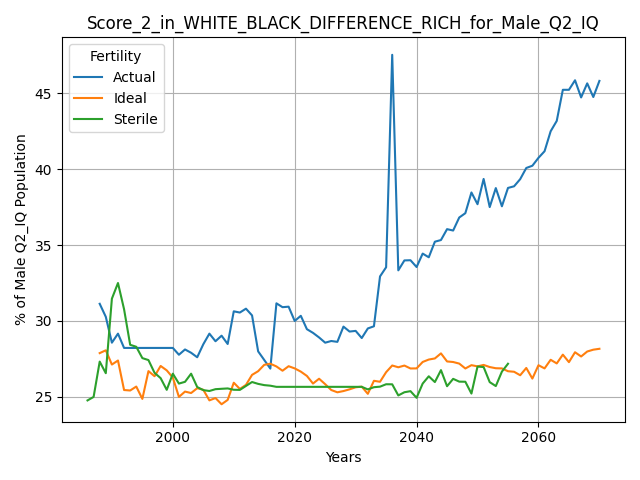 Score_2_in_WHITE_BLACK_DIFFERENCE_RICH_for_Male_Q2_IQ
Fertility
Actual
Ideal
Sterile
% of Male Q2_IQ Population
45
40
35
30
25
2000
2020
2040
2060
Years